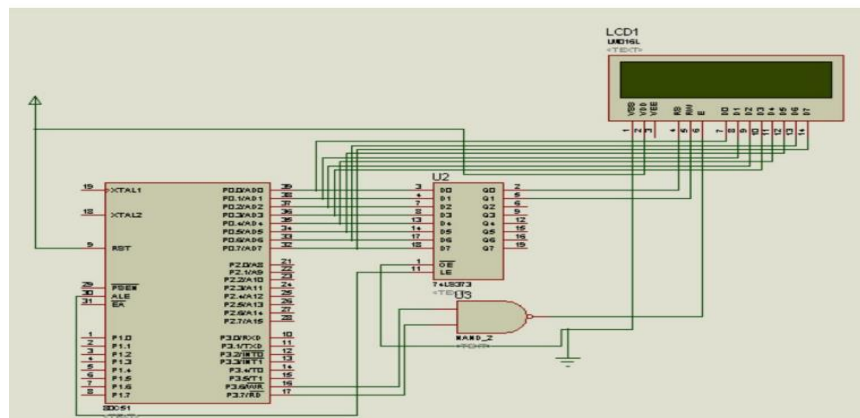 LCD1
LM016L
<TEXT>
VSS VDD VEE RS RW E D0 D1 D2 D3 D4 D5 D6 D7
1 2 3 4 5 6 7 8 9 10 11 12 13 14
U2
19 XTAL1 P0.0/AD0 39 3 D0 Q0 2
P0.1/AD1 38 4 D1 Q1 5
P0.2/AD2 37 7 D2 Q2 6
18 XTAL2 P0.3/AD3 36 8 D3 Q3 9
P0.4/AD4 35 13 D4 Q4 12
P0.5/AD5 34 14 D5 Q5 15
P0.6/AD6 33 17 D6 Q6 16
9 RST P0.7/AD7 32 18 D7 Q7 19
P2.0/A8 21 1 OE
P2.1/A9 22 11 LE
P2.2/A10 23
74LS373
29 PSEN P2.3/A11 24
<TEXT>
30 ALE P2.4/A12 25
U3
31 EA P2.5/A13 26
P2.6/A14 27
P2.7/A15 28
1 P1.0 P3.0/RXD 10
NAND_2
2 P1.1 P3.1/TXD 11
<TEXT>
3 P1.2 P3.2/INT0 12
4 P1.3 P3.3/INT1 13
5 P1.4 P3.4/T0 14
6 P1.5 P3.5/T1 15
7 P1.6 P3.6/WR 16
8 P1.7 P3.7/RD 17
80C51
<TEXT>